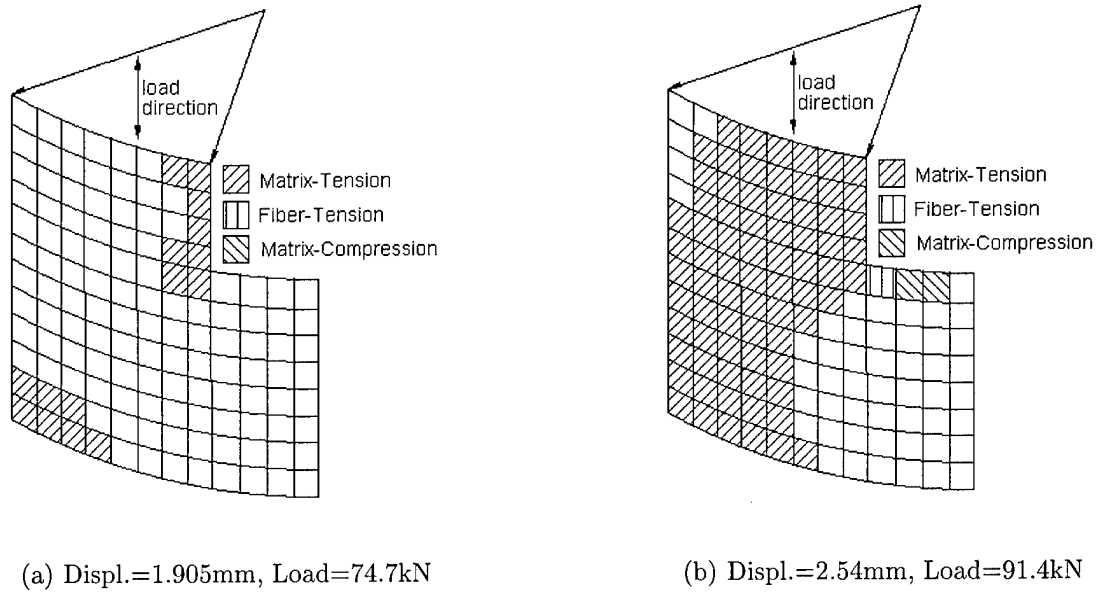 load
direction
Matrix-Tension
Fiber-Tension
Matrix-Compression
(a) Displ.=1.905mm, Load=74.7kN
load
direction
Matrix-Tension
Fiber-Tension
Matrix-Compression
(b) Displ.=2.54mm, Load=91.4kN